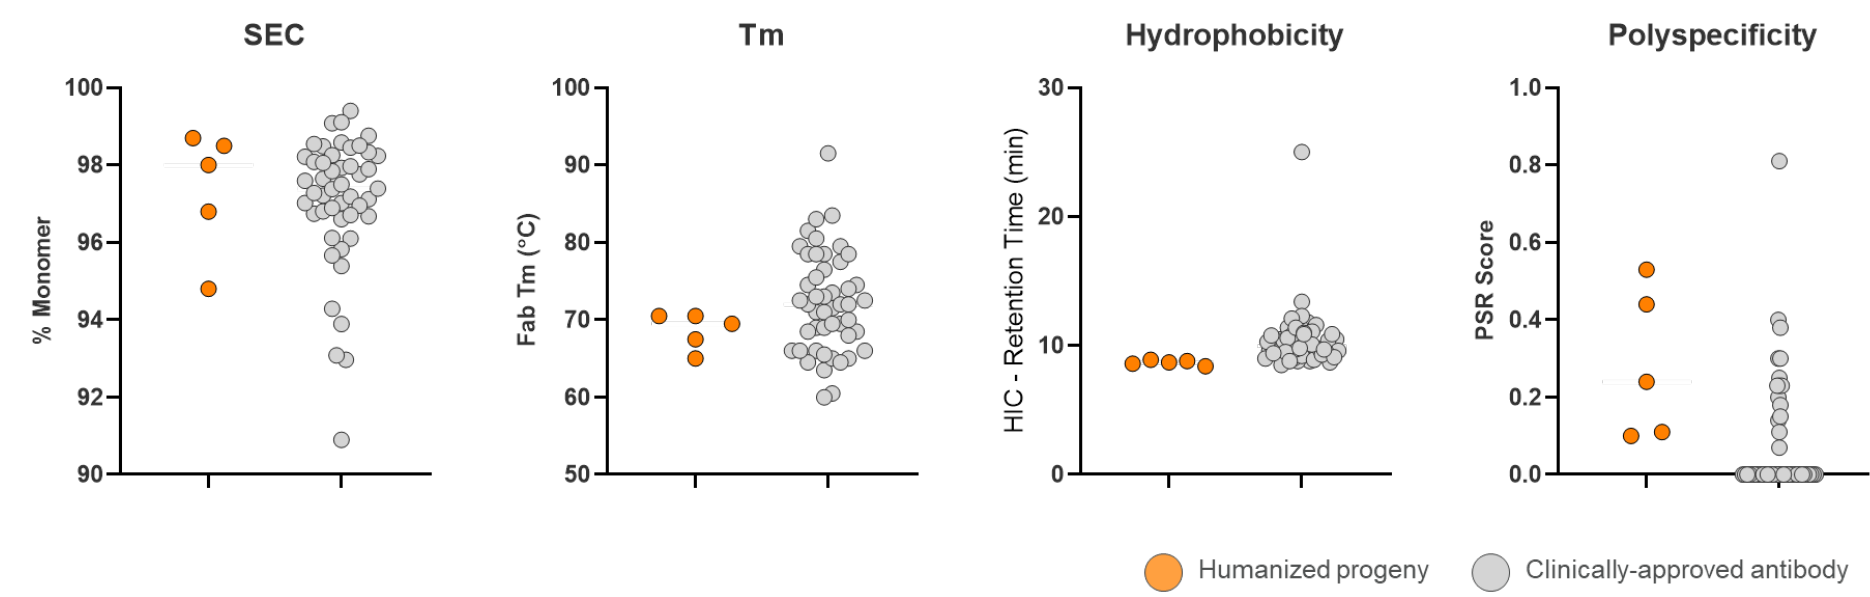 SEC
% Monomer
100
98
96
94
92
90
Tm
Fab Tm (°C)
100
90
80
70
60
50
Hydrophobicity
HIC - Retention Time (min)
30
20
10
0
Polyspecificity
PSR Score
1.0
0.8
0.6
0.4
0.2
0.0
Humanized progeny
Clinically-approved antibody